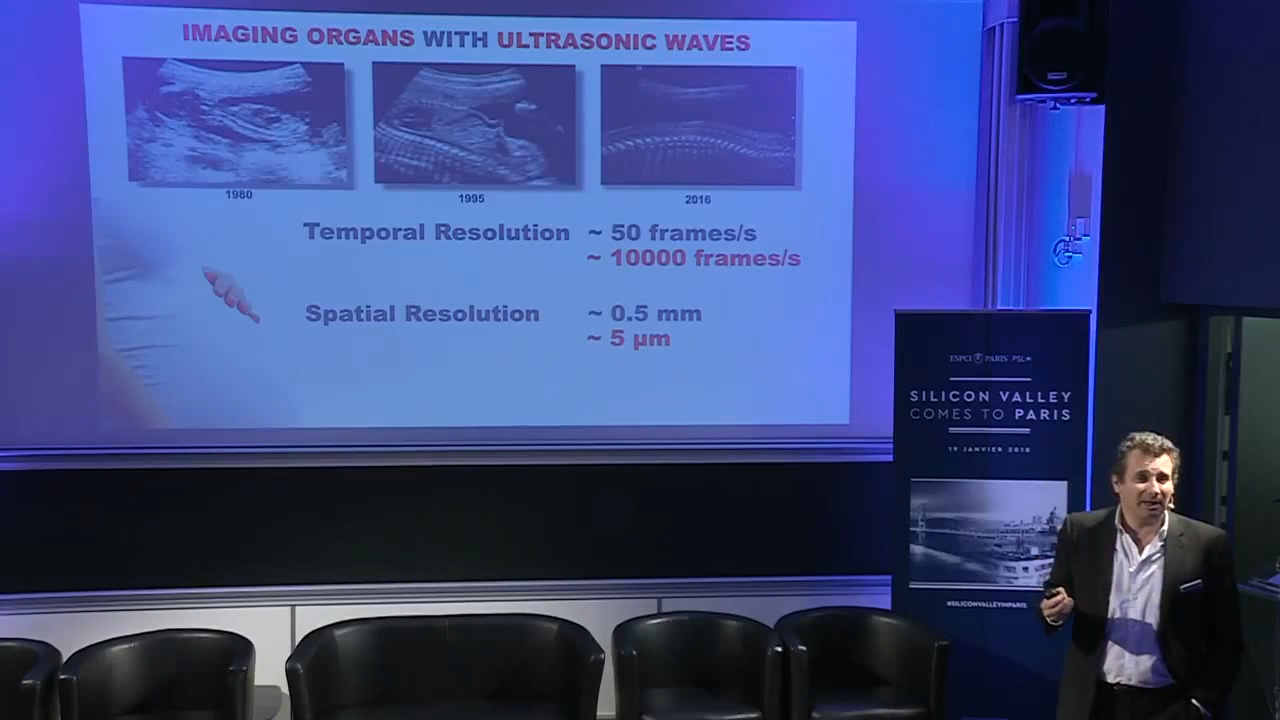 IMAGING ORGANS WITH ULTRASONIC WAVES
1980
1995
2016
Temporal Resolution ~ 50 frames/s
~ 10000 frames/s
Spatial Resolution ~ 0.5 mm
~ 5 µm
ESPCI PARIS PSL
SILICON VALLEY
COMES TO PARIS
19 JANVIER 2018
#SILICONVALLEYINPARIS